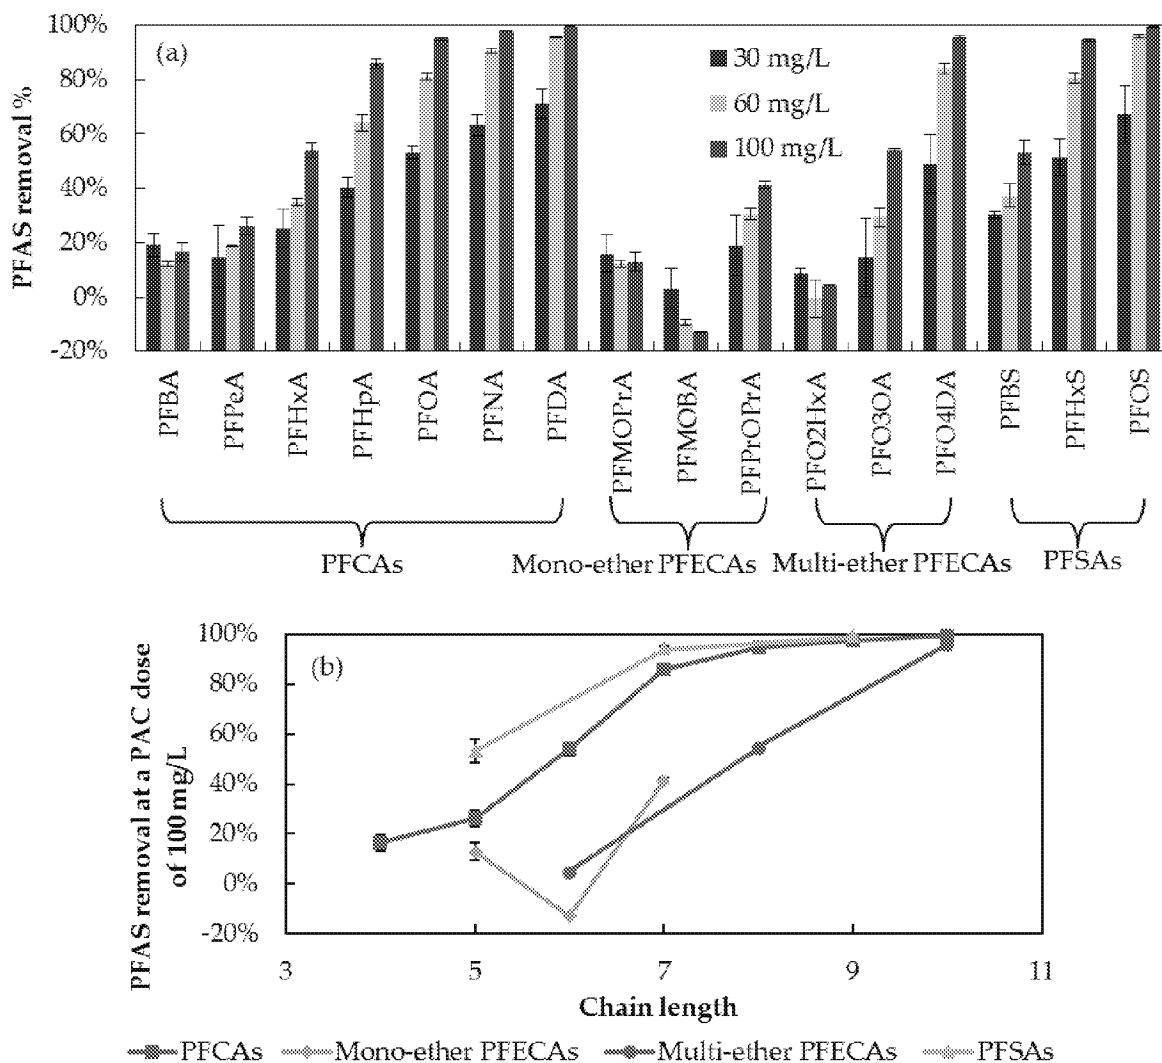 100%
80%
60%
40%
20%
0%
-20%
PFAS removal %
(a)
30 mg/L
60 mg/L
100 mg/L
PFBA
PFPeA
PFHxA
PFHpA
PFOA
PFNA
PFDA
PFMOPrA
PFMOBA
PFPrOPrA
PFO2HxA
PFO3OA
PFO4DA
PFBS
PFHxS
PFOS
PFCAs
Mono-ether PFECAs
Multi-ether PFECAs
PFSAs
PFAS removal at a PAC dose
of 100 mg/L
100%
80%
60%
40%
20%
0%
-20%
(b)
3 5 7 9 11
Chain length
PFCAs Mono-ether PFECAs Multi-ether PFECAs PFSAs